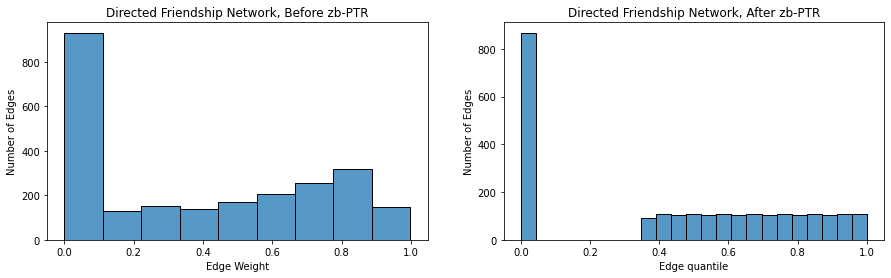 Directed Friendship Network, Before zb-PTR
Number of Edges
800
600
400
200
0
0.0 0.2 0.4 0.6 0.8 1.0
Edge Weight
Directed Friendship Network, After zb-PTR
Number of Edges
800
600
400
200
0
0.0 0.2 0.4 0.6 0.8 1.0
Edge quantile